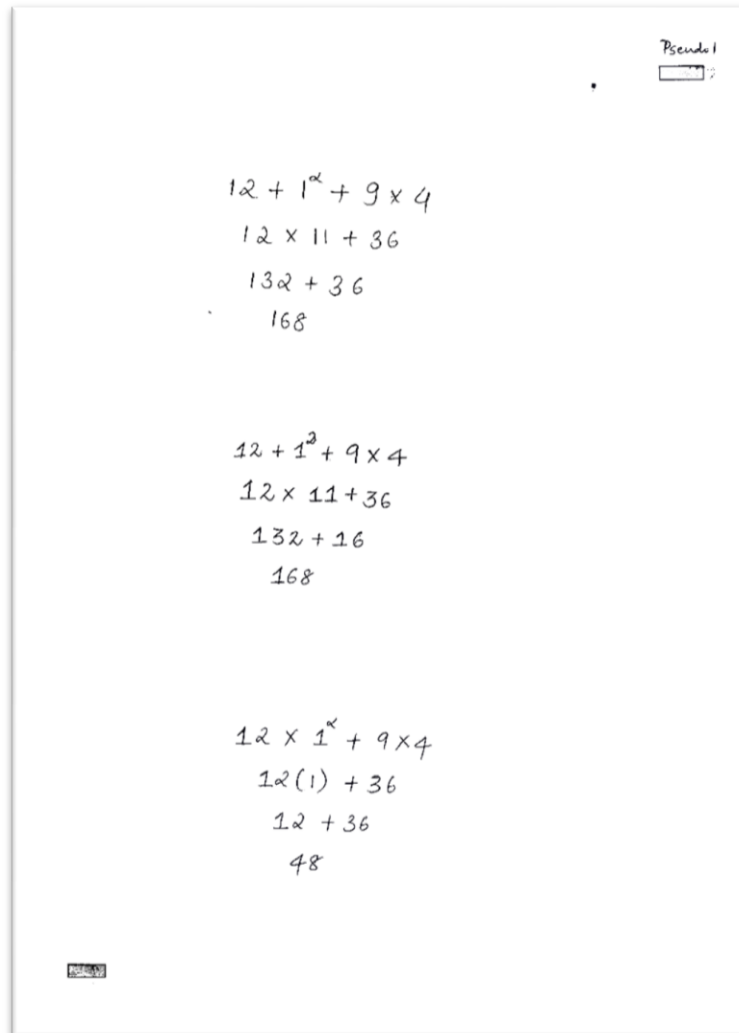 Pseudo1
12 + 1² + 9 × 4
12 × 11 + 36
132 + 36
168
12 + 1² + 9 × 4
12 × 11 + 36
132 + 16
168
12 × 1² + 9 × 4
12(1) + 36
12 + 36
48